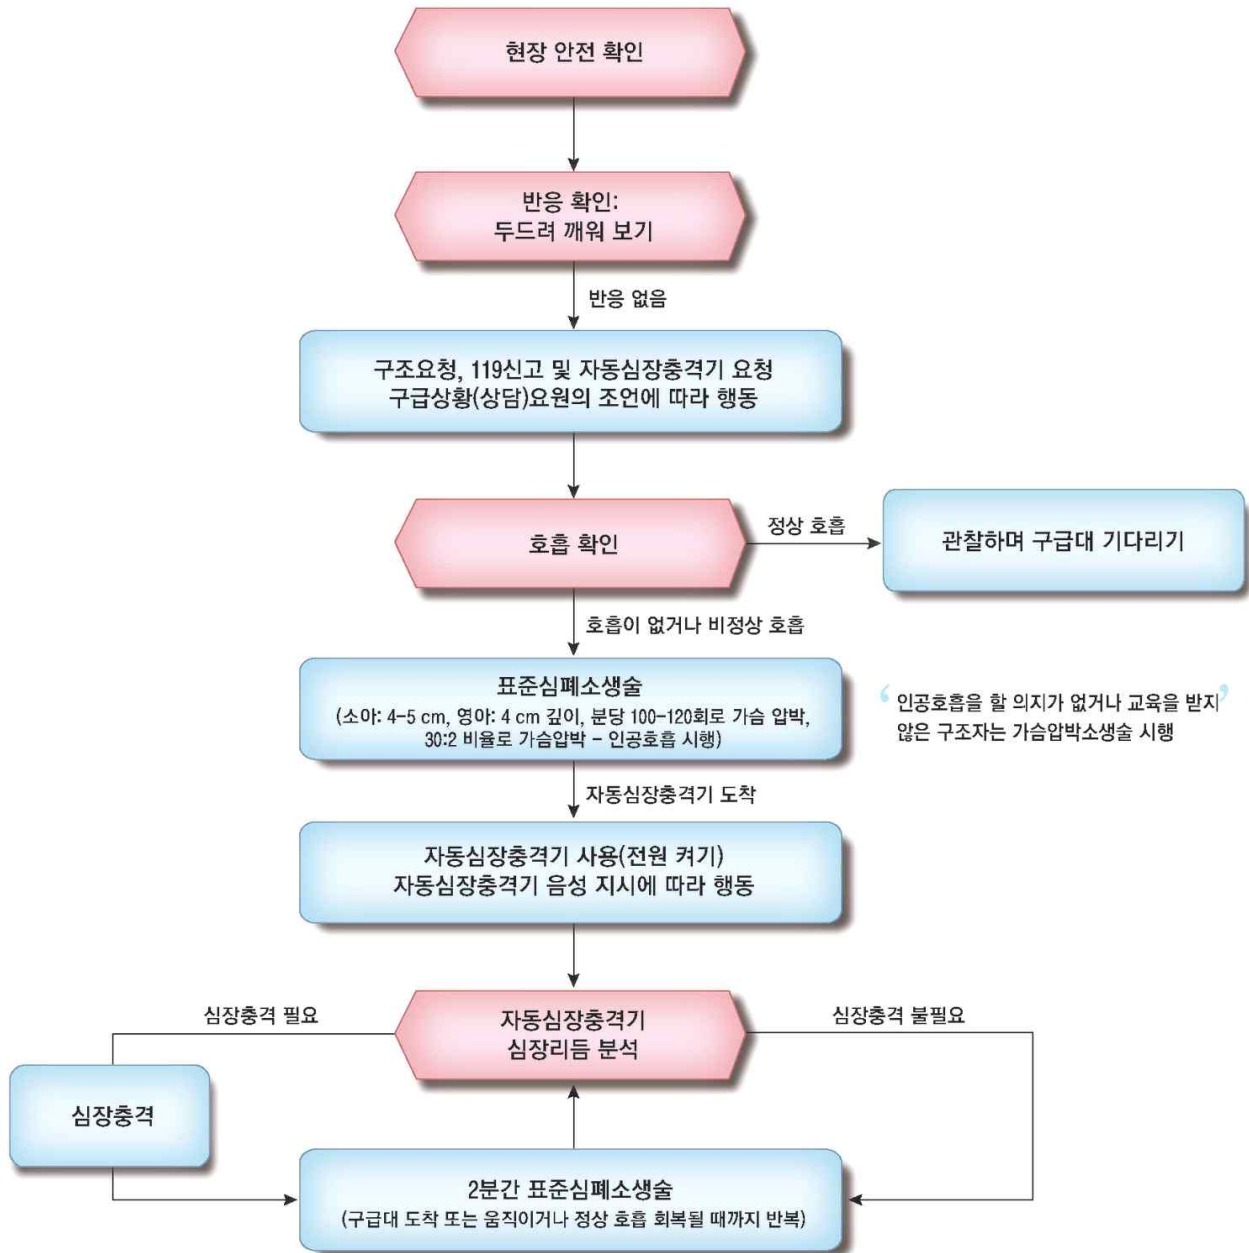 현장 안전 확인
반응 확인:
두드려 깨워 보기
반응 없음
구조요청, 119신고 및 자동심장충격기 요청
구급상황(상담)요원의 조언에 따라 행동
호흡 확인
정상 호흡
관찰하며 구급대 기다리기
호흡이 없거나 비정상 호흡
표준심폐소생술
(소아: 4-5 cm, 영아: 4 cm 깊이, 분당 100-120회로 가슴 압박,
30:2 비율로 가슴압박 - 인공호흡 시행)
‘인공호흡을 할 의지가 없거나 교육을 받지’
않은 구조자는 가슴압박소생술 시행
자동심장충격기 도착
자동심장충격기 사용(전원 켜기)
자동심장충격기 음성 지시에 따라 행동
자동심장충격기
심장리듬 분석
심장충격 필요
심장충격 불필요
심장충격
2분간 표준심폐소생술
(구급대 도착 또는 움직이거나 정상 호흡 회복될 때까지 반복)